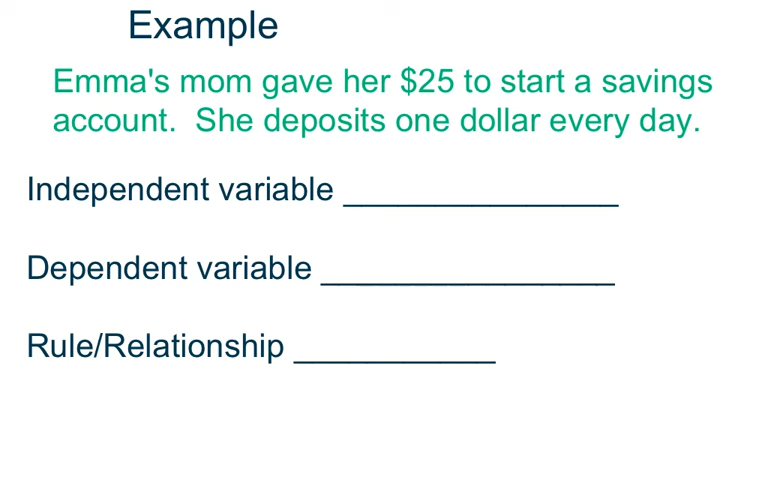 Example
Emma's mom gave her $25 to start a savings
account.  She deposits one dollar every day.
Independent variable _______________
Dependent variable ________________
Rule/Relationship ___________